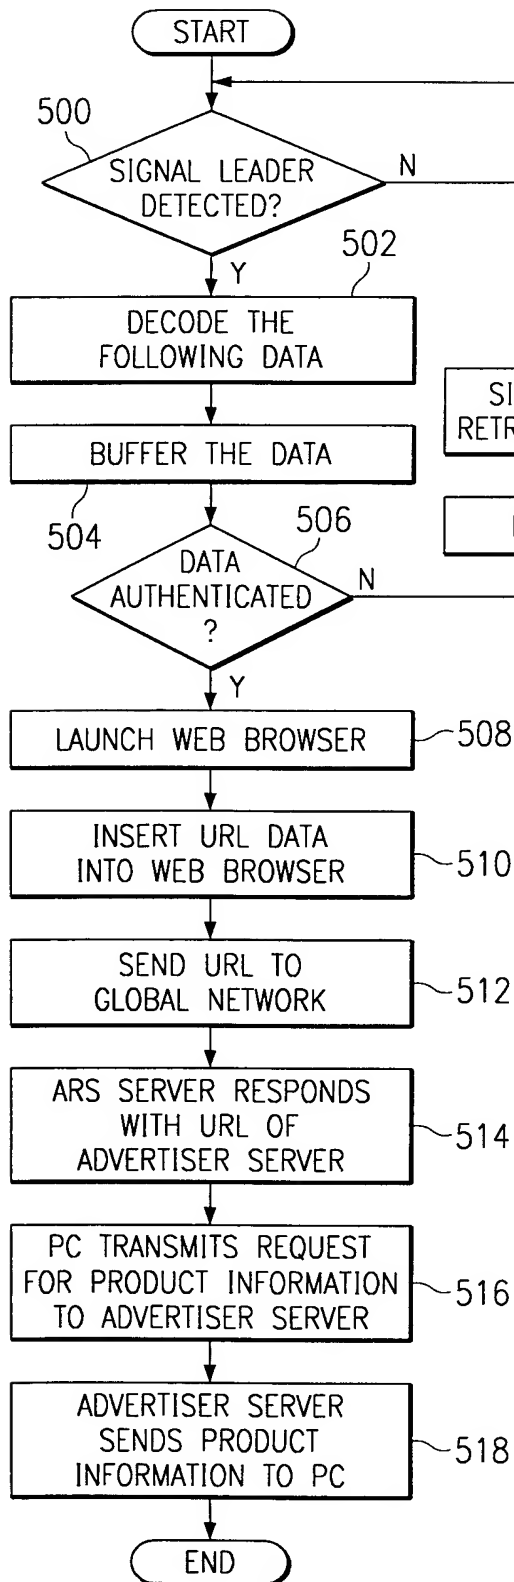 START
500
SIGNAL LEADER
DETECTED?
N
Y
502
DECODE THE
FOLLOWING DATA
BUFFER THE DATA
504
506
DATA
AUTHENTICATED
?
N
Y
LAUNCH WEB BROWSER
508
INSERT URL DATA
INTO WEB BROWSER
510
SEND URL TO
GLOBAL NETWORK
512
ARS SERVER RESPONDS
WITH URL OF
ADVERTISER SERVER
514
PC TRANSMITS REQUEST
FOR PRODUCT INFORMATION
TO ADVERTISER SERVER
516
ADVERTISER SERVER
SENDS PRODUCT
INFORMATION TO PC
518
END